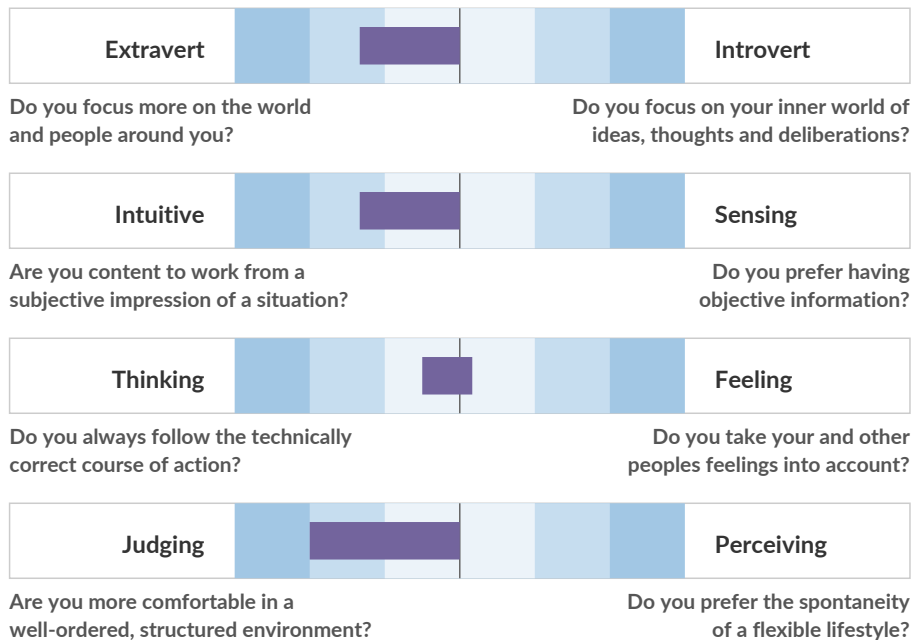 Extravert
Introvert
Do you focus more on the world
and people around you?
Do you focus on your inner world of
ideas, thoughts and deliberations?
Intuitive
Sensing
Are you content to work from a
subjective impression of a situation?
Do you prefer having
objective information?
Thinking
Feeling
Do you always follow the technically
correct course of action?
Do you take your and other
peoples feelings into account?
Judging
Perceiving
Are you more comfortable in a
well-ordered, structured environment?
Do you prefer the spontaneity
of a flexible lifestyle?